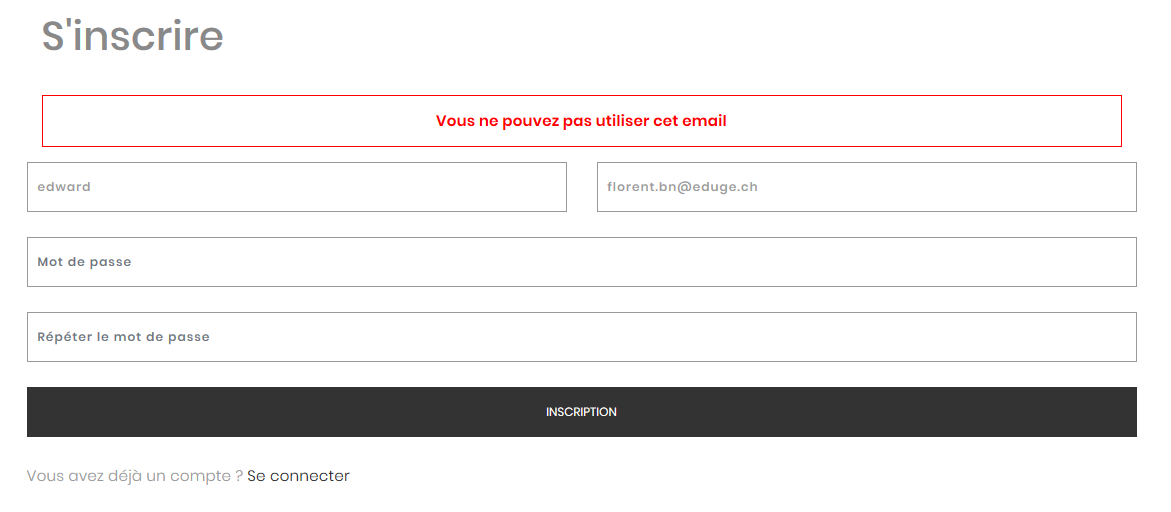 S'inscrire
Vous ne pouvez pas utiliser cet email
edward
florent.bn@eduge.ch
Mot de passe
Répéter le mot de passe
INSCRIPTION
Vous avez déjà un compte ? Se connecter